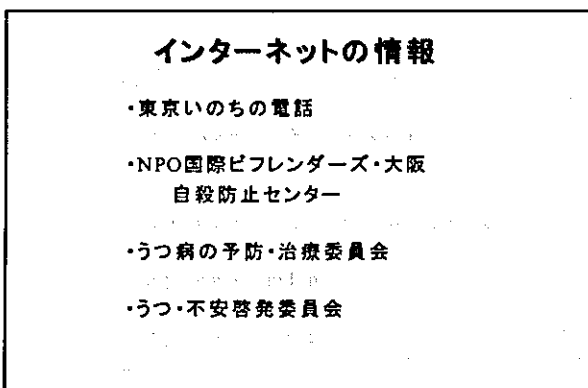 インターネットの情報
・東京いのちの電話
・NPO国際ビフレンダーズ・大阪
自殺防止センター
・うつ病の予防・治療委員会
・うつ・不安啓発委員会